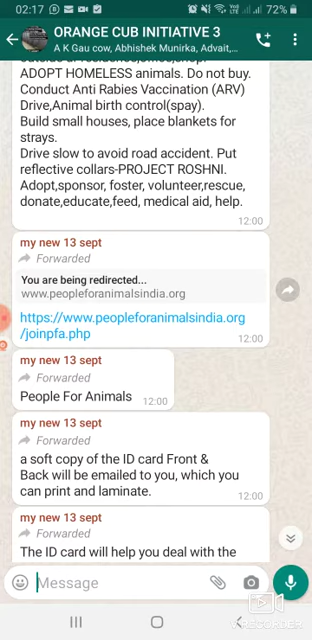 02:17
72%
ORANGE CUB INITIATIVE 3
A K Gau cow, Abhishek Munirka, Advait,...
ADOPT HOMELESS animals. Do not buy.
Conduct Anti Rabies Vaccination (ARV)
Drive,Animal birth control(spay).
Build small houses, place blankets for
strays.
Drive slow to avoid road accident. Put
reflective collars-PROJECT ROSHNI.
Adopt,sponsor, foster, volunteer,rescue,
donate,educate,feed, medical aid, help.
12:00
my new 13 sept
Forwarded
You are being redirected...
www.peopleforanimalsindia.org
https://www.peopleforanimalsindia.org
/joinpfa.php
12:00
my new 13 sept
Forwarded
People For Animals 12:00
my new 13 sept
Forwarded
a soft copy of the ID card Front &
Back will be emailed to you, which you
can print and laminate.
12:00
my new 13 sept
Forwarded
The ID card will help you deal with the
Message